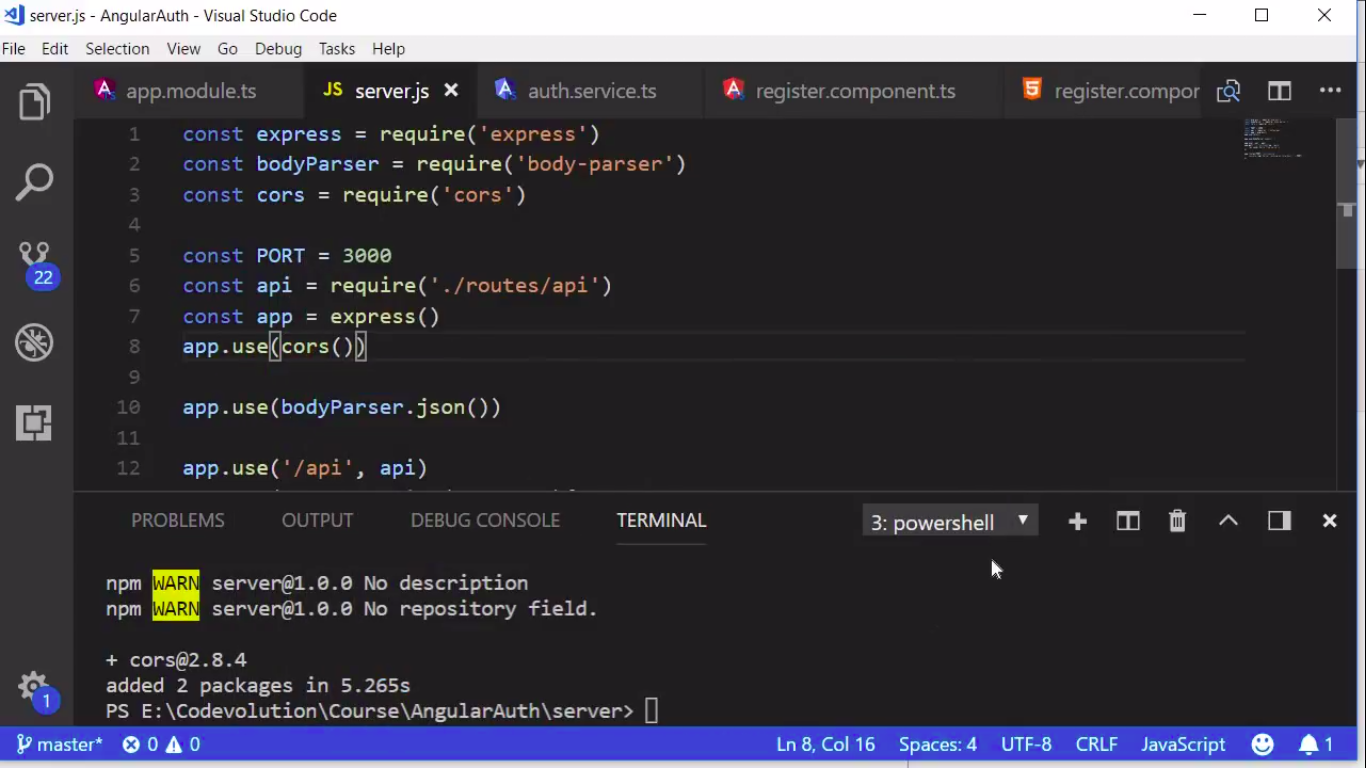 server.js - AngularAuth - Visual Studio Code
File Edit Selection View Go Debug Tasks Help
app.module.ts JS server.js auth.service.ts register.component.ts register.compor
1 const express = require('express')
2 const bodyParser = require('body-parser')
3 const cors = require('cors')
4
5 const PORT = 3000
6 const api = require('./routes/api')
7 const app = express()
8 app.use(cors())
9
10 app.use(bodyParser.json())
11
12 app.use('/api', api)
22
PROBLEMS OUTPUT DEBUG CONSOLE TERMINAL 3: powershell
npm WARN server@1.0.0 No description
npm WARN server@1.0.0 No repository field.
+ cors@2.8.4
added 2 packages in 5.265s
PS E:\Codevolution\Course\AngularAuth\server>
1
master* 0 0 Ln 8, Col 16 Spaces: 4 UTF-8 CRLF JavaScript 1